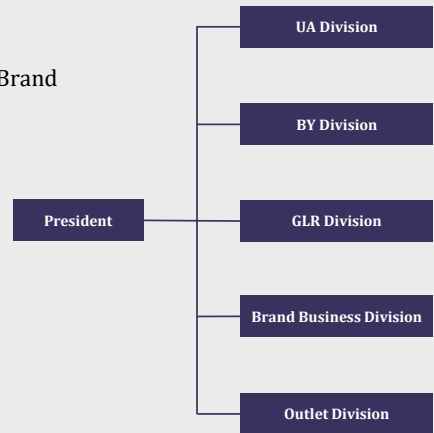 Brand
UA Division
BY Division
President
GLR Division
Brand Business Division
Outlet Division